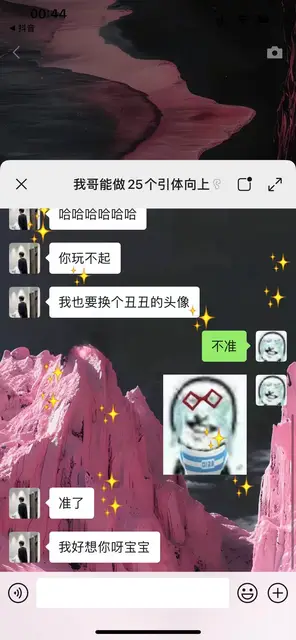 00:44
◀ 抖音
我哥能做25个引体向上
哈哈哈哈哈哈
你玩不起
我也要换个丑丑的头像
不准
准了
我好想你呀宝宝